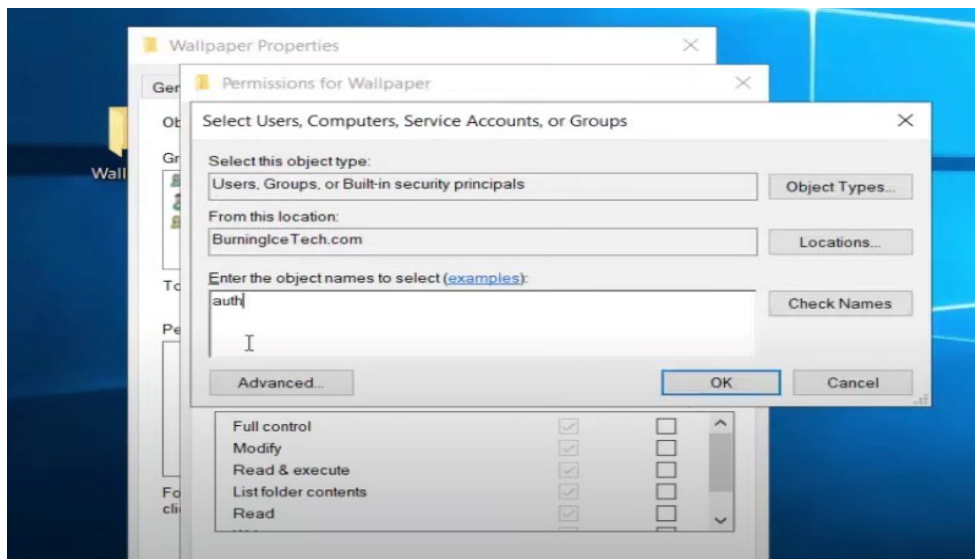 Wallpaper Properties
Permissions for Wallpaper
Select Users, Computers, Service Accounts, or Groups
Select this object type:
Users, Groups, or Built-in security principals
Object Types...
From this location:
BurningIceTech.com
Locations...
Enter the object names to select (examples):
auth
Check Names
Advanced...
OK
Cancel
Full control
Modify
Read & execute
List folder contents
Read
Ger
Ob
Gr
Wall
To
Pe
Fo
cli